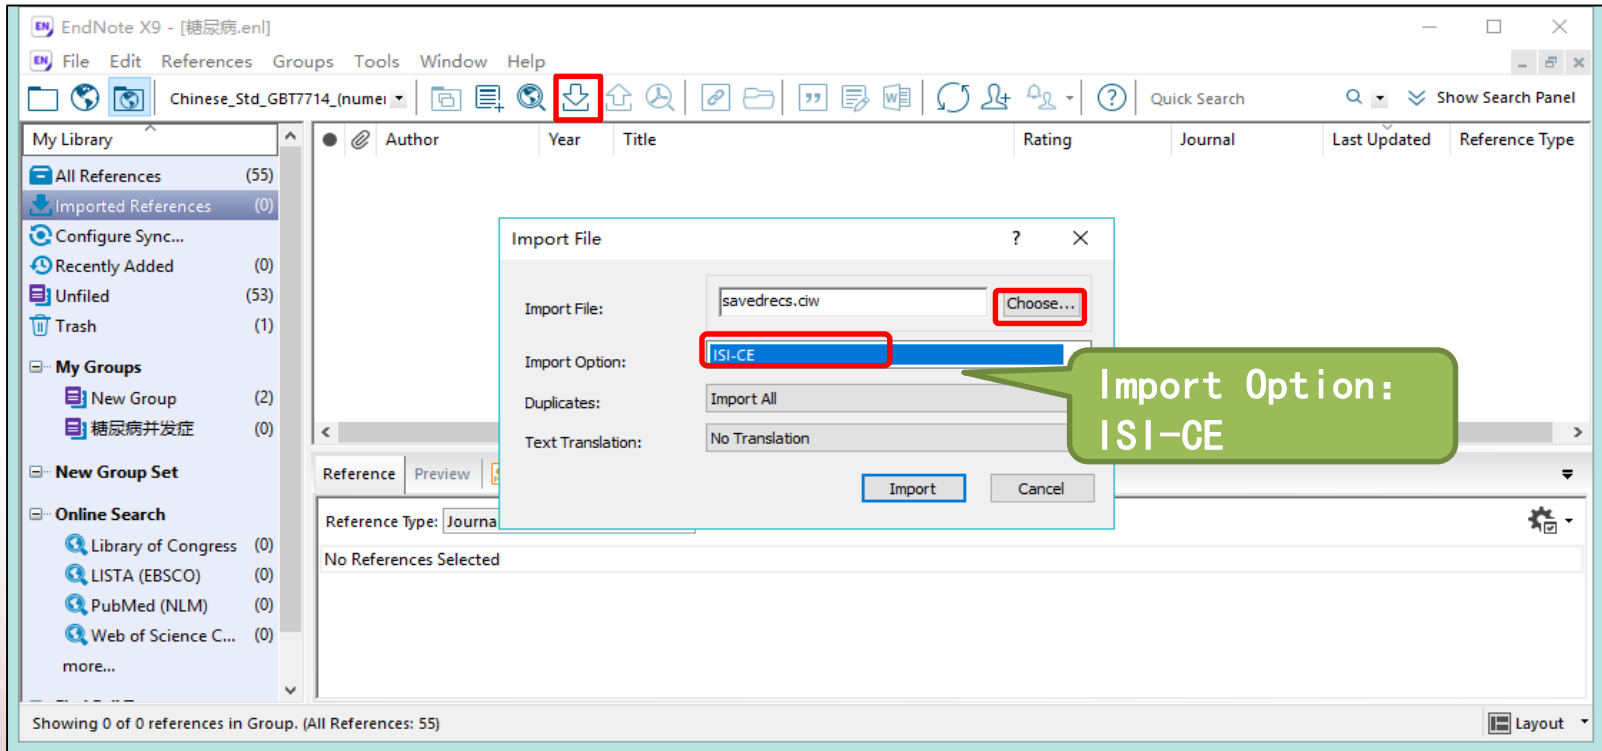 EndNote X9 - [糖尿病.enl]
File Edit References Groups Tools Window Help
Chinese_Std_GBT7714_(numer
Quick Search
Show Search Panel
My Library
Author Year Title Rating Journal Last Updated Reference Type
All References (55)
Imported References (0)
Configure Sync...
Recently Added (0)
Unfiled (53)
Trash (1)
My Groups
New Group (2)
糖尿病并发症 (0)
New Group Set
Online Search
Library of Congress (0)
LISTA (EBSCO) (0)
PubMed (NLM) (0)
Web of Science C... (0)
more...
Import File
Import File: savedrecs.ciw Choose...
Import Option: ISI-CE
Duplicates: Import All
Text Translation: No Translation
Import Cancel
Import Option:
ISI-CE
Reference Preview
Reference Type: Journa
No References Selected
Showing 0 of 0 references in Group. (All References: 55)
Layout